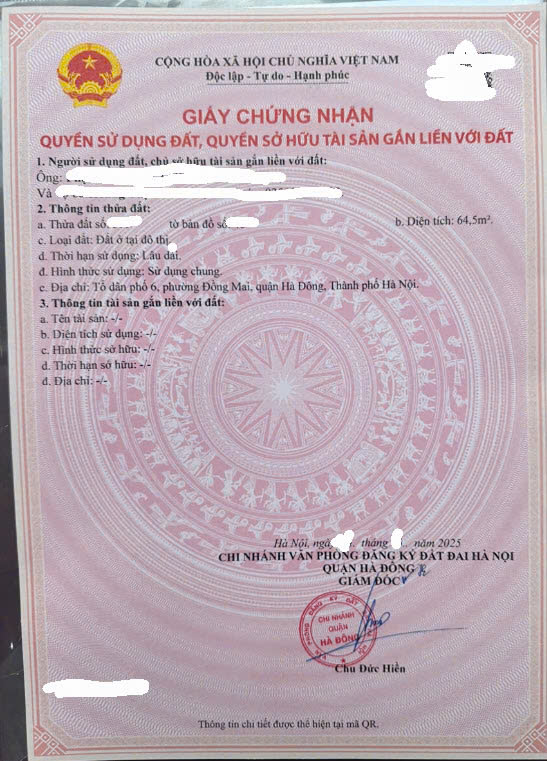 CỘNG HÒA XÃ HỘI CHỦ NGHĨA VIỆT NAM
Độc lập - Tự do - Hạnh phúc
GIẤY CHỨNG NHẬN
QUYỀN SỬ DỤNG ĐẤT, QUYỀN SỞ HỮU TÀI SẢN GẮN LIỀN VỚI ĐẤT
1. Người sử dụng đất, chủ sở hữu tài sản gắn liền với đất:
Ông:
Và
2. Thông tin thửa đất:
a. Thửa đất số: tờ bản đồ số: b. Diện tích: 64,5m².
c. Loại đất: Đất ở tại đô thị
d. Thời hạn sử dụng: Lâu dài.
đ. Hình thức sử dụng: Sử dụng chung.
e. Địa chỉ: Tổ dân phố 6, phường Đồng Mai, quận Hà Đông, Thành phố Hà Nội.
3. Thông tin tài sản gắn liền với đất:
a. Tên tài sản: -/-
b. Diện tích sử dụng: -/-
c. Hình thức sở hữu: -/-
d. Thời hạn sở hữu: -/-
đ. Địa chỉ: -/-
Hà Nội, ngày tháng năm 2025
CHI NHÁNH VĂN PHÒNG ĐĂNG KÝ ĐẤT ĐAI HÀ NỘI
QUẬN HÀ ĐÔNG
GIÁM ĐỐC
CHI NHÁNH
QUẬN
HÀ ĐÔNG
Chu Đức Hiền
Thông tin chi tiết được thể hiện tại mã QR.